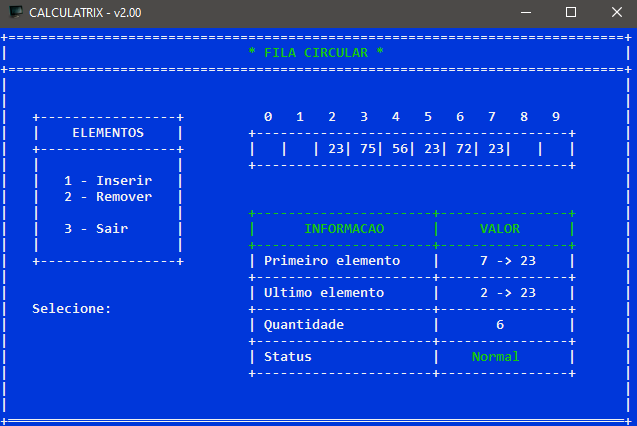 CALCULATRIX - v2.00
* FILA CIRCULAR *
0 1 2 3 4 5 6 7 8 9
ELEMENTOS
| | | 23| 75| 56| 23| 72| 23| | |
1 - Inserir
2 - Remover
3 - Sair
INFORMACAO | VALOR
Primeiro elemento | 7 -> 23
Ultimo elemento | 2 -> 23
Quantidade | 6
Status | Normal
Selecione: